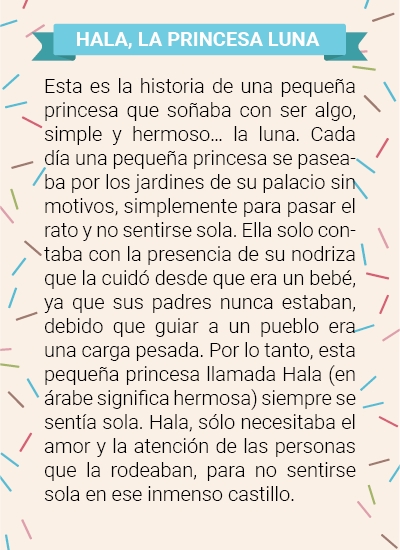 HALA, LA PRINCESA LUNA
Esta es la historia de una pequeña
princesa que soñaba con ser algo,
simple y hermoso... la luna. Cada
día una pequeña princesa se pasea-
ba por los jardines de su palacio sin
motivos, simplemente para pasar el
rato y no sentirse sola. Ella solo con-
taba con la presencia de su nodriza
que la cuidó desde que era un bebé,
ya que sus padres nunca estaban,
debido que guiar a un pueblo era
una carga pesada. Por lo tanto, esta
pequeña princesa llamada Hala (en
árabe significa hermosa) siempre se
sentía sola. Hala, sólo necesitaba el
amor y la atención de las personas
que la rodeaban, para no sentirse
sola en ese inmenso castillo.